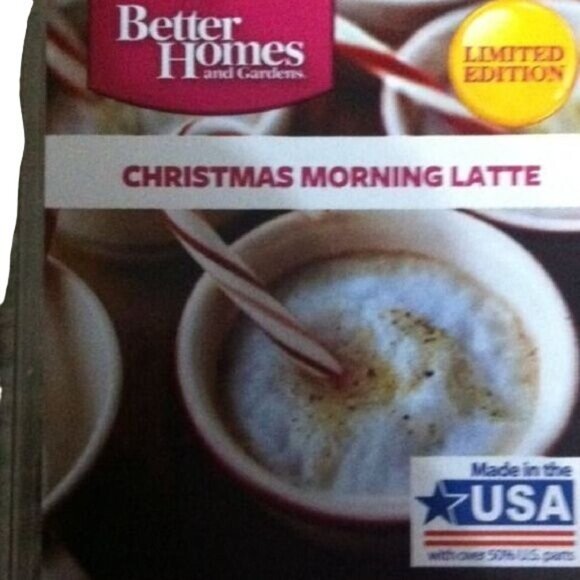 Better
Homes
and Gardens
LIMITED
EDITION
CHRISTMAS MORNING LATTE
Made in the
USA
with over 50% U.S. parts